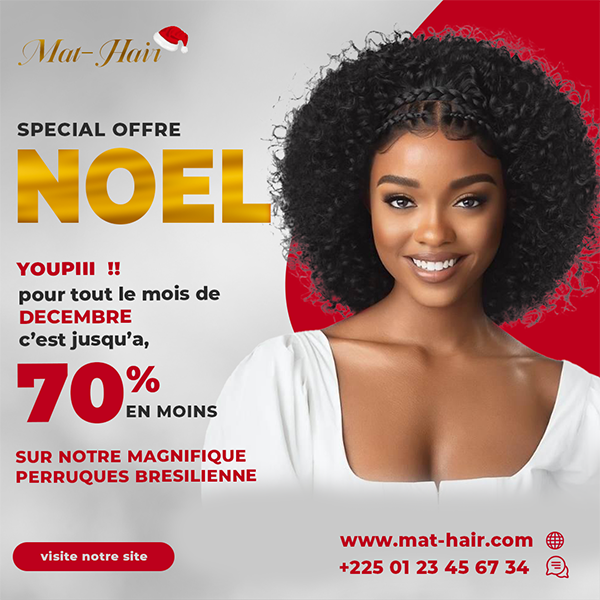 Mat-Hair
SPECIAL OFFRE
NOEL
YOUPIII !!
pour tout le mois de
DECEMBRE
c'est jusqu'a,
70%
EN MOINS
SUR NOTRE MAGNIFIQUE
PERRUQUES BRESILIENNE
visite notre site
www.mat-hair.com
+225 01 23 45 67 34